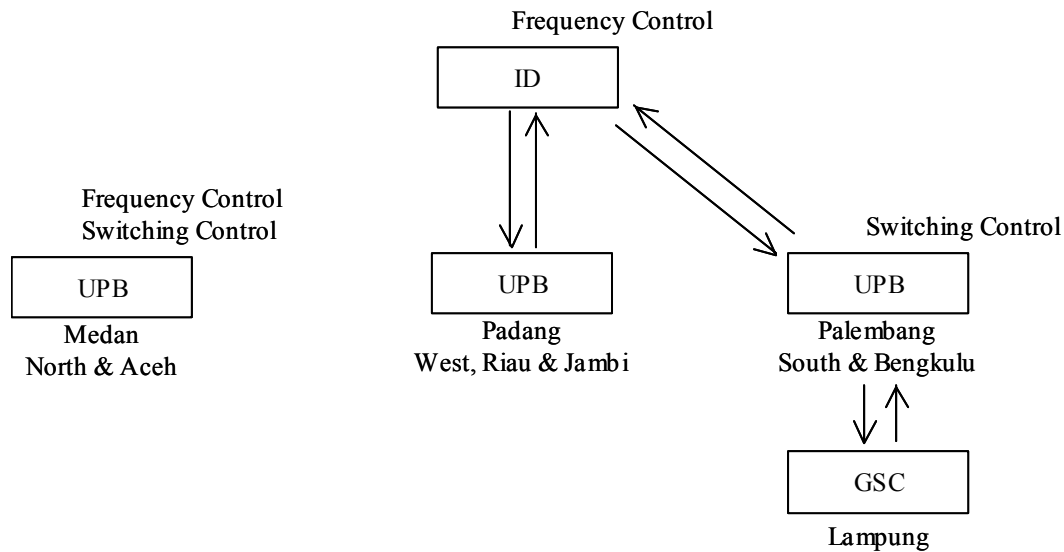 Frequency Control
ID
Frequency Control
Switching Control
UPB
Medan
North & Aceh
UPB
Padang
West, Riau & Jambi
Switching Control
UPB
Palembang
South & Bengkulu
GSC
Lampung